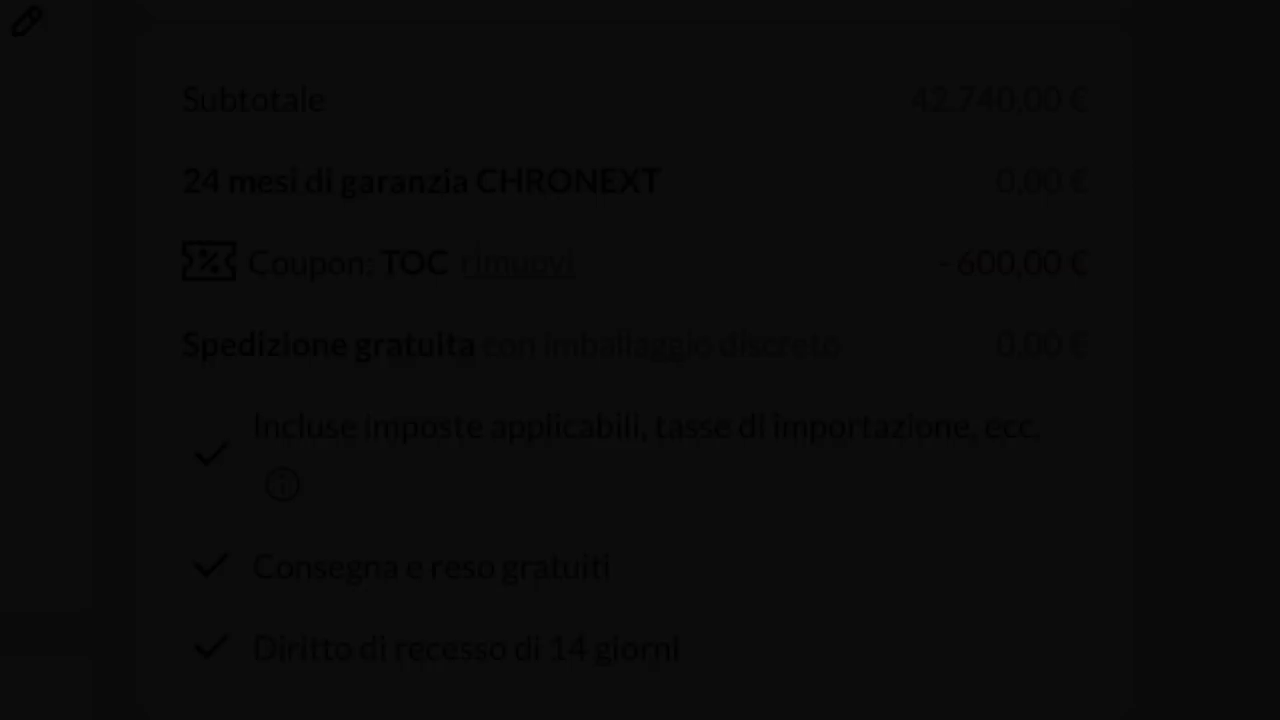 Subtotale 42.740,00 €
24 mesi di garanzia CHRONEXT 0,00 €
Coupon: TOC rimuovi - 600,00 €
Spedizione gratuita con imballaggio discreto 0,00 €
Incluse imposte applicabili, tasse di importazione, ecc.
Consegna e reso gratuiti
Diritto di recesso di 14 giorni